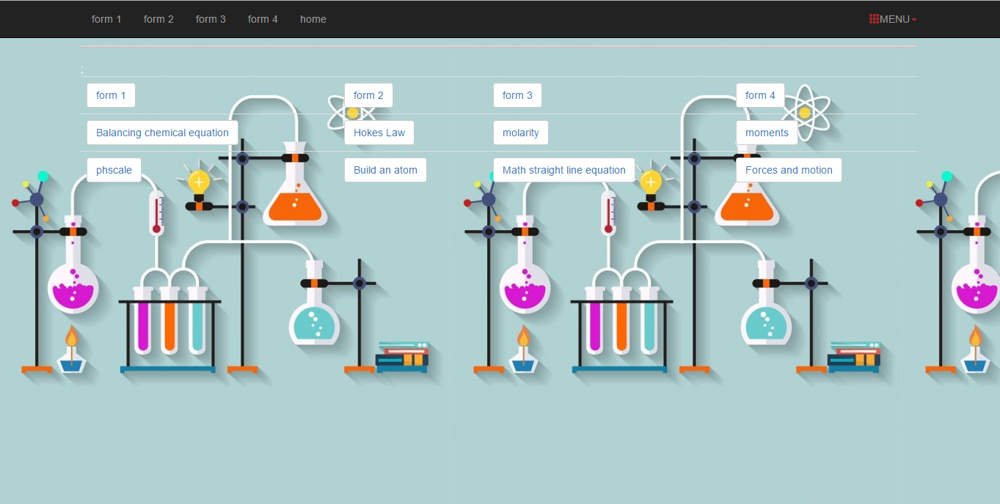 form 1 form 2 form 3 form 4 home MENU
form 1 form 2 form 3 form 4
Balancing chemical equation Hokes Law molarity moments
phscale Build an atom Math straight line equation Forces and motion